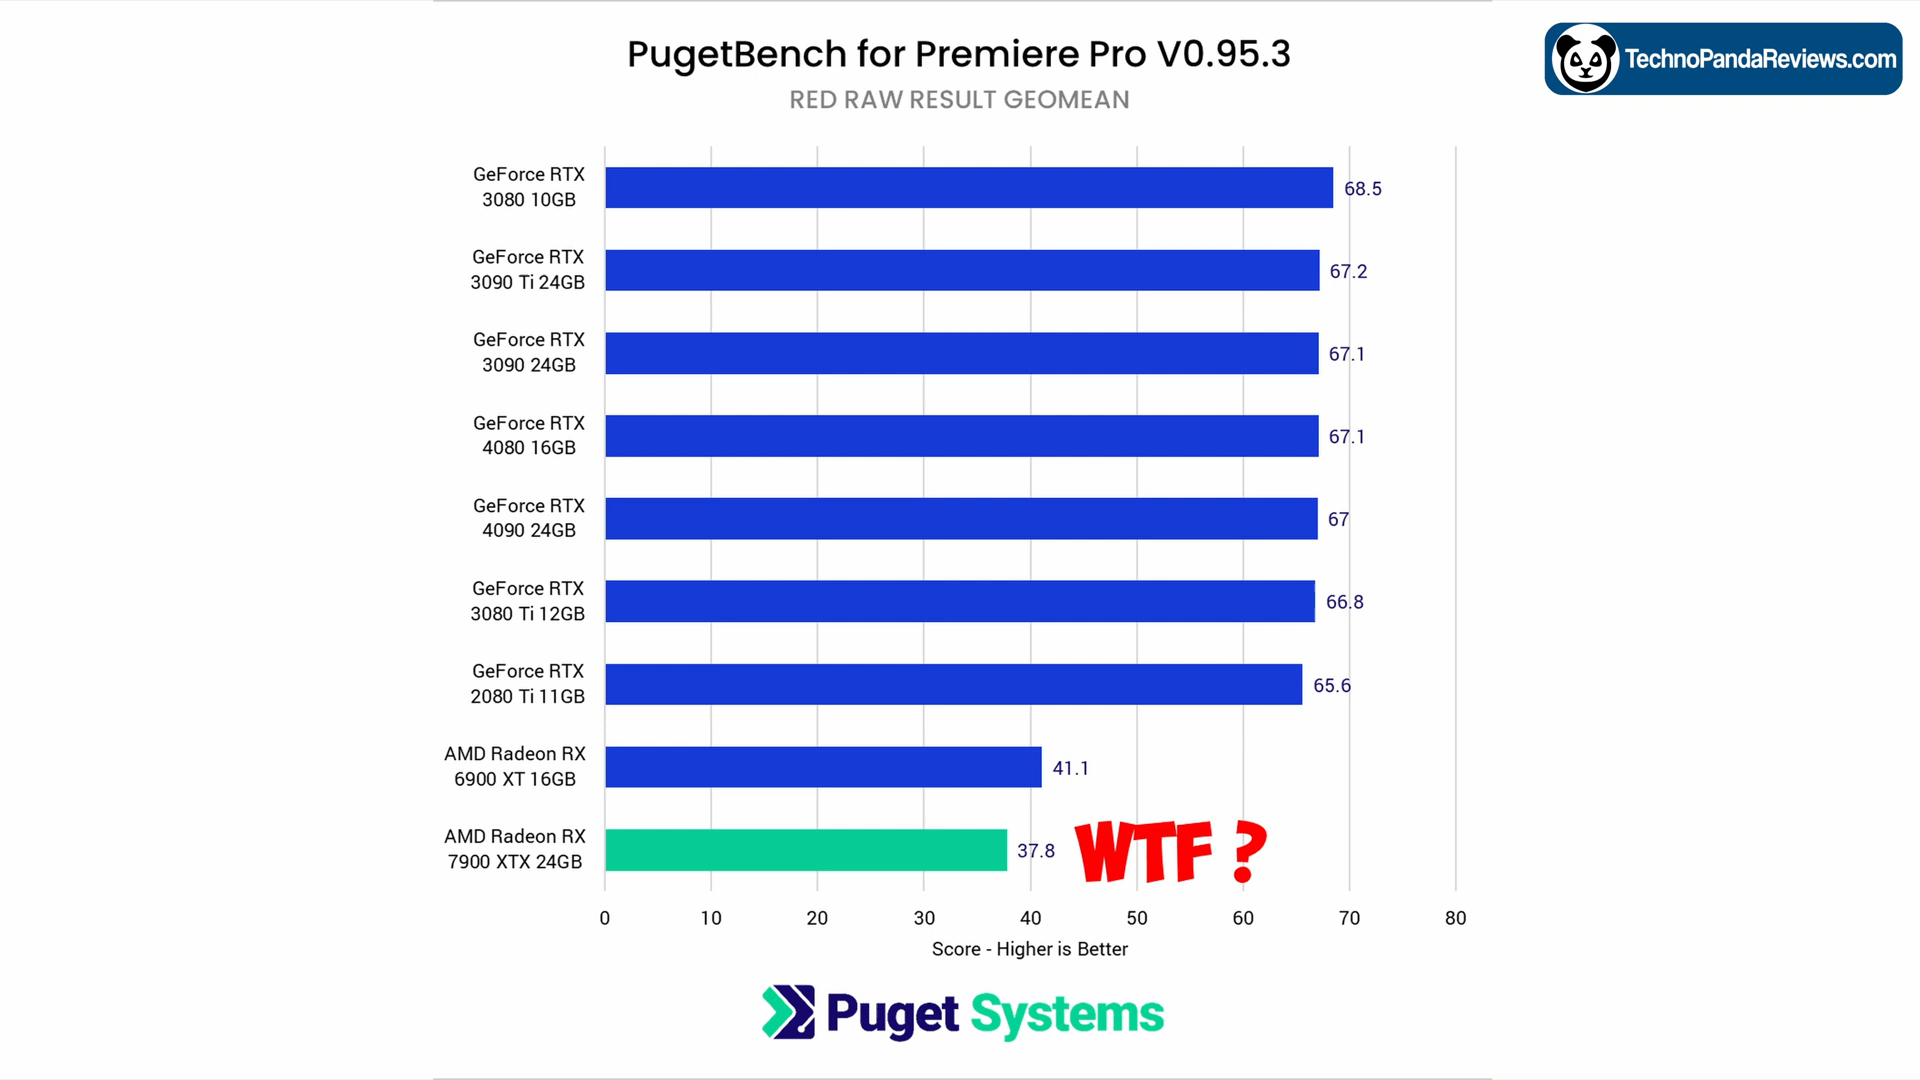 PugetBench for Premiere Pro V0.95.3
TechnoPandaReviews.com
RED RAW RESULT GEOMEAN
GeForce RTX
3080 10GB
68.5
GeForce RTX
3090 Ti 24GB
67.2
GeForce RTX
3090 24GB
67.1
GeForce RTX
4080 16GB
67.1
GeForce RTX
4090 24GB
67
GeForce RTX
3080 Ti 12GB
66.8
GeForce RTX
2080 Ti 11GB
65.6
AMD Radeon RX
6900 XT 16GB
41.1
AMD Radeon RX
7900 XTX 24GB
37.8
WTF ?
0 10 20 30 40 50 60 70 80
Score - Higher is Better
Puget Systems